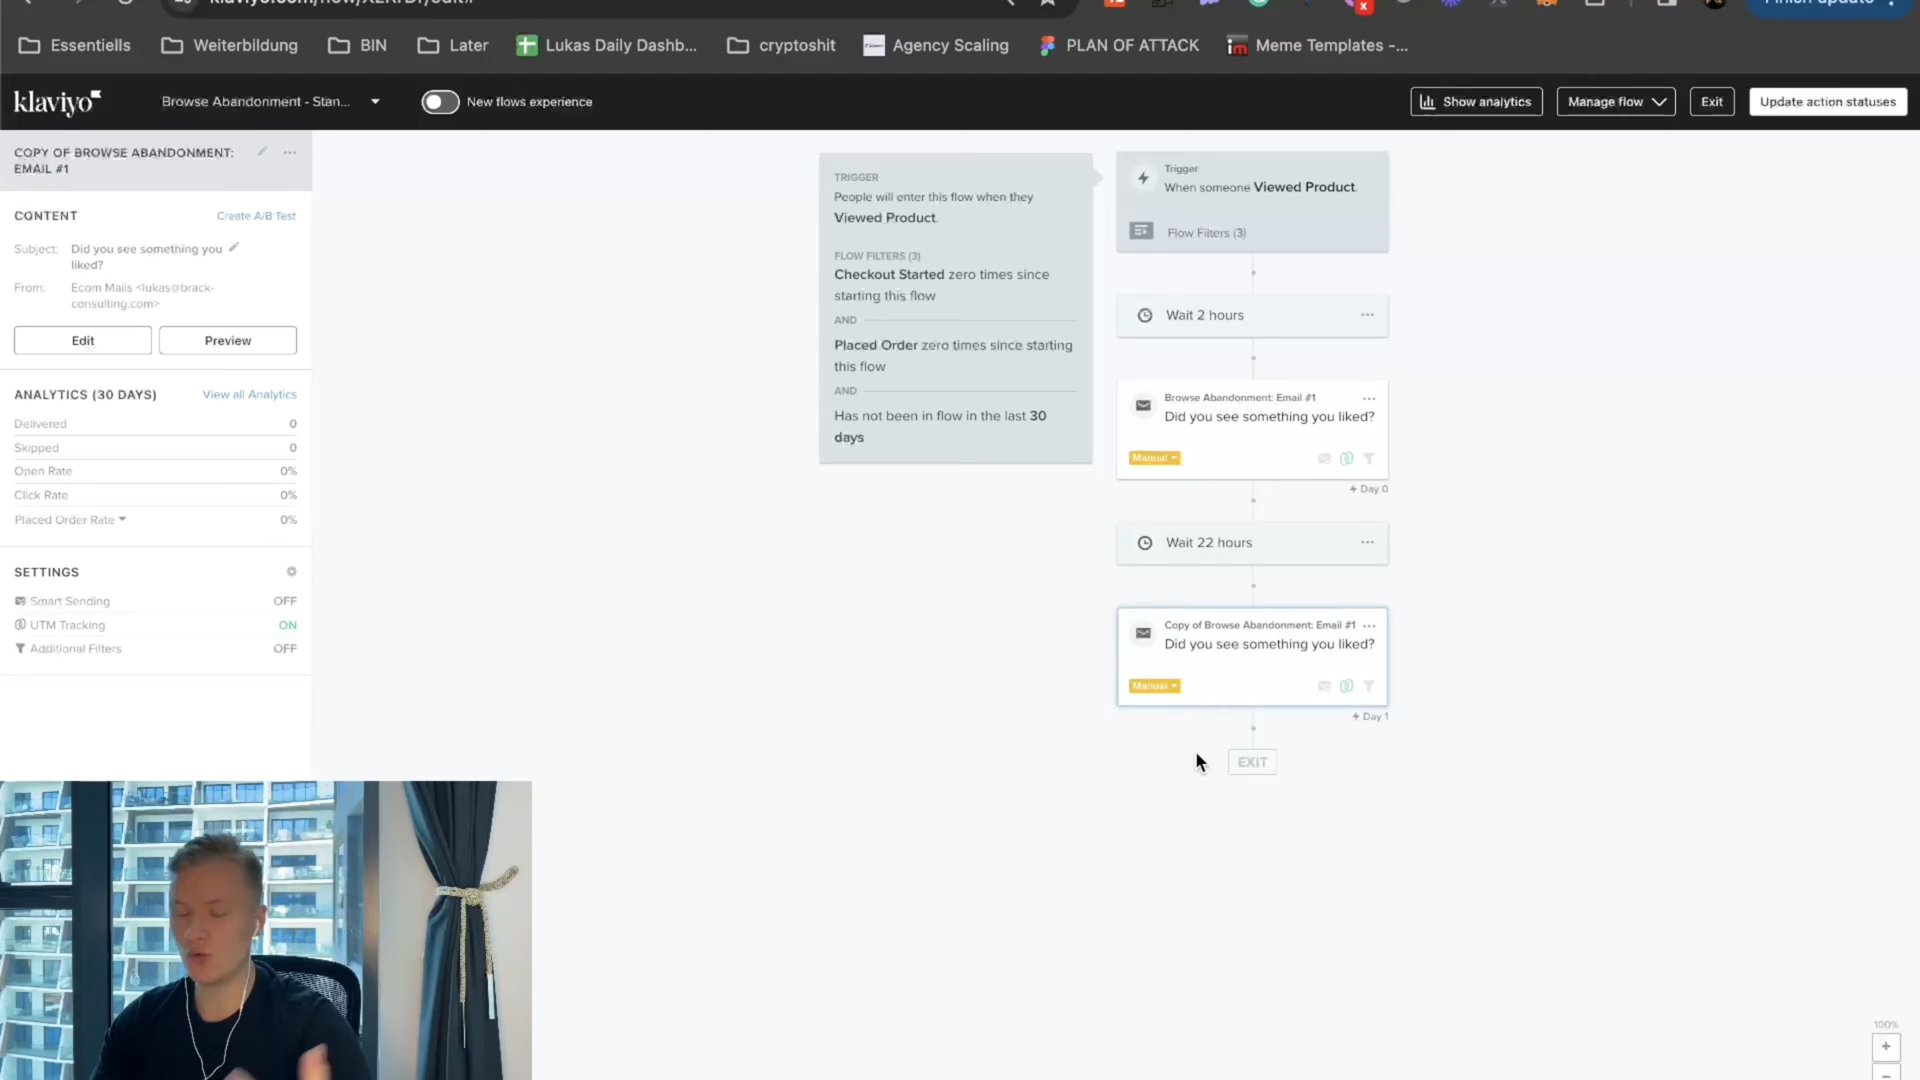 Essentiells
Weiterbildung
BIN
Later
Lukas Daily Dashb...
cryptoshit
Agency Scaling
PLAN OF ATTACK
Meme Templates -...
klaviyo
Browse Abandonment - Stan...
New flows experience
Show analytics
Manage flow
Exit
Update action statuses
COPY OF BROWSE ABANDONMENT:
EMAIL #1
CONTENT
Create A/B Test
Subject: Did you see something you
liked?
From: Ecom Mails <lukas@brack-
consulting.com>
Edit
Preview
ANALYTICS (30 DAYS)
View all Analytics
Delivered 0
Skipped 0
Open Rate 0%
Click Rate 0%
Placed Order Rate 0%
SETTINGS
Smart Sending OFF
UTM Tracking ON
Additional Filters OFF
TRIGGER
People will enter this flow when they
Viewed Product.
FLOW FILTERS (3)
Checkout Started zero times since
starting this flow
AND
Placed Order zero times since starting
this flow
AND
Has not been in flow in the last 30
days
Trigger
When someone Viewed Product.
Flow Filters (3)
Wait 2 hours
Browse Abandonment: Email #1
Did you see something you liked?
Manual
Day 0
Wait 22 hours
Copy of Browse Abandonment: Email #1
Did you see something you liked?
Manual
Day 1
EXIT
100%